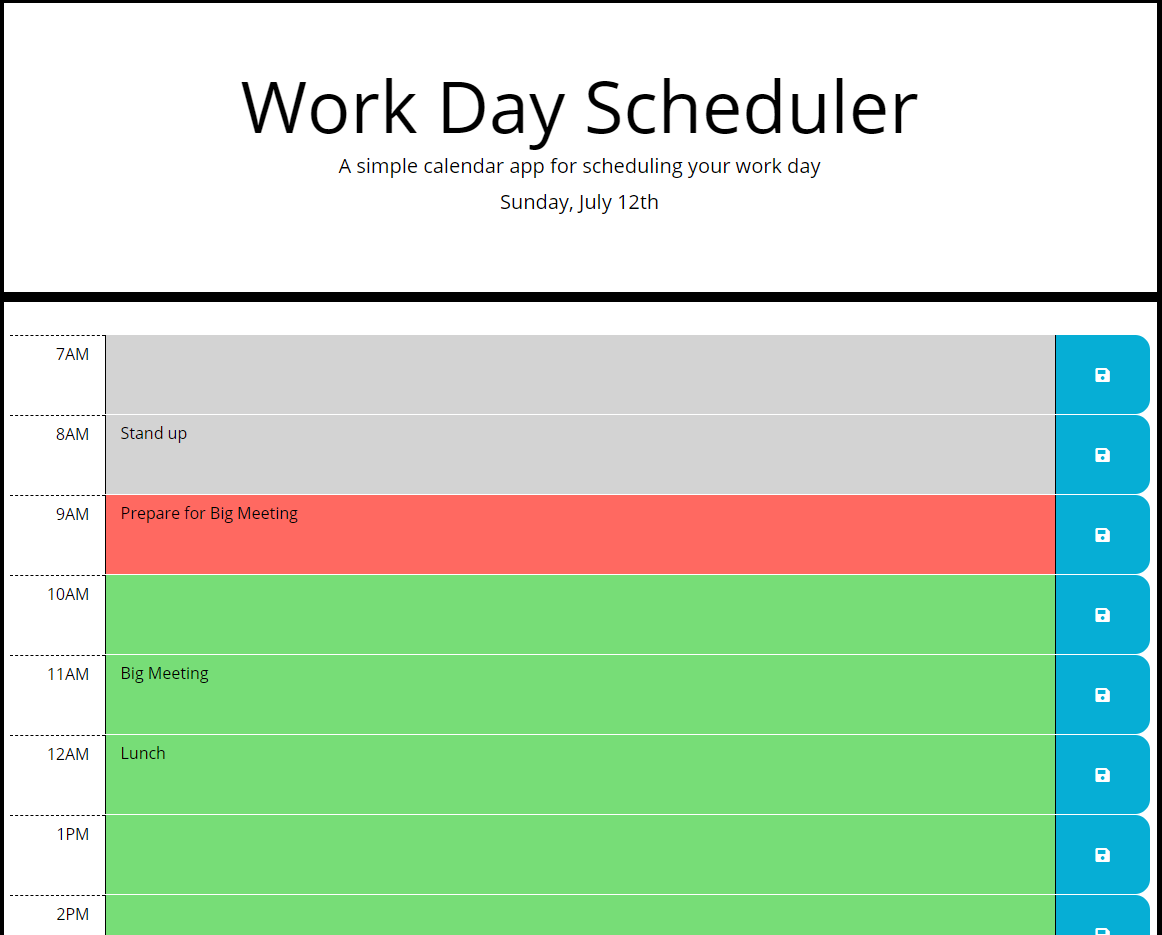 Work Day Scheduler
A simple calendar app for scheduling your work day
Sunday, July 12th
7AM
8AM Stand up
9AM Prepare for Big Meeting
10AM
11AM Big Meeting
12AM Lunch
1PM
2PM